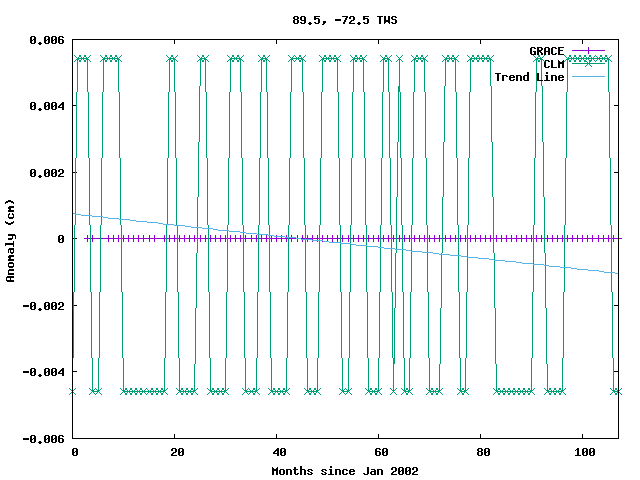 89.5, -72.5 TWS
0.006
0.004
0.002
0
-0.002
-0.004
-0.006
Anomaly (cm)
GRACE
CLM
Trend Line
0 20 40 60 80 100
Months since Jan 2002